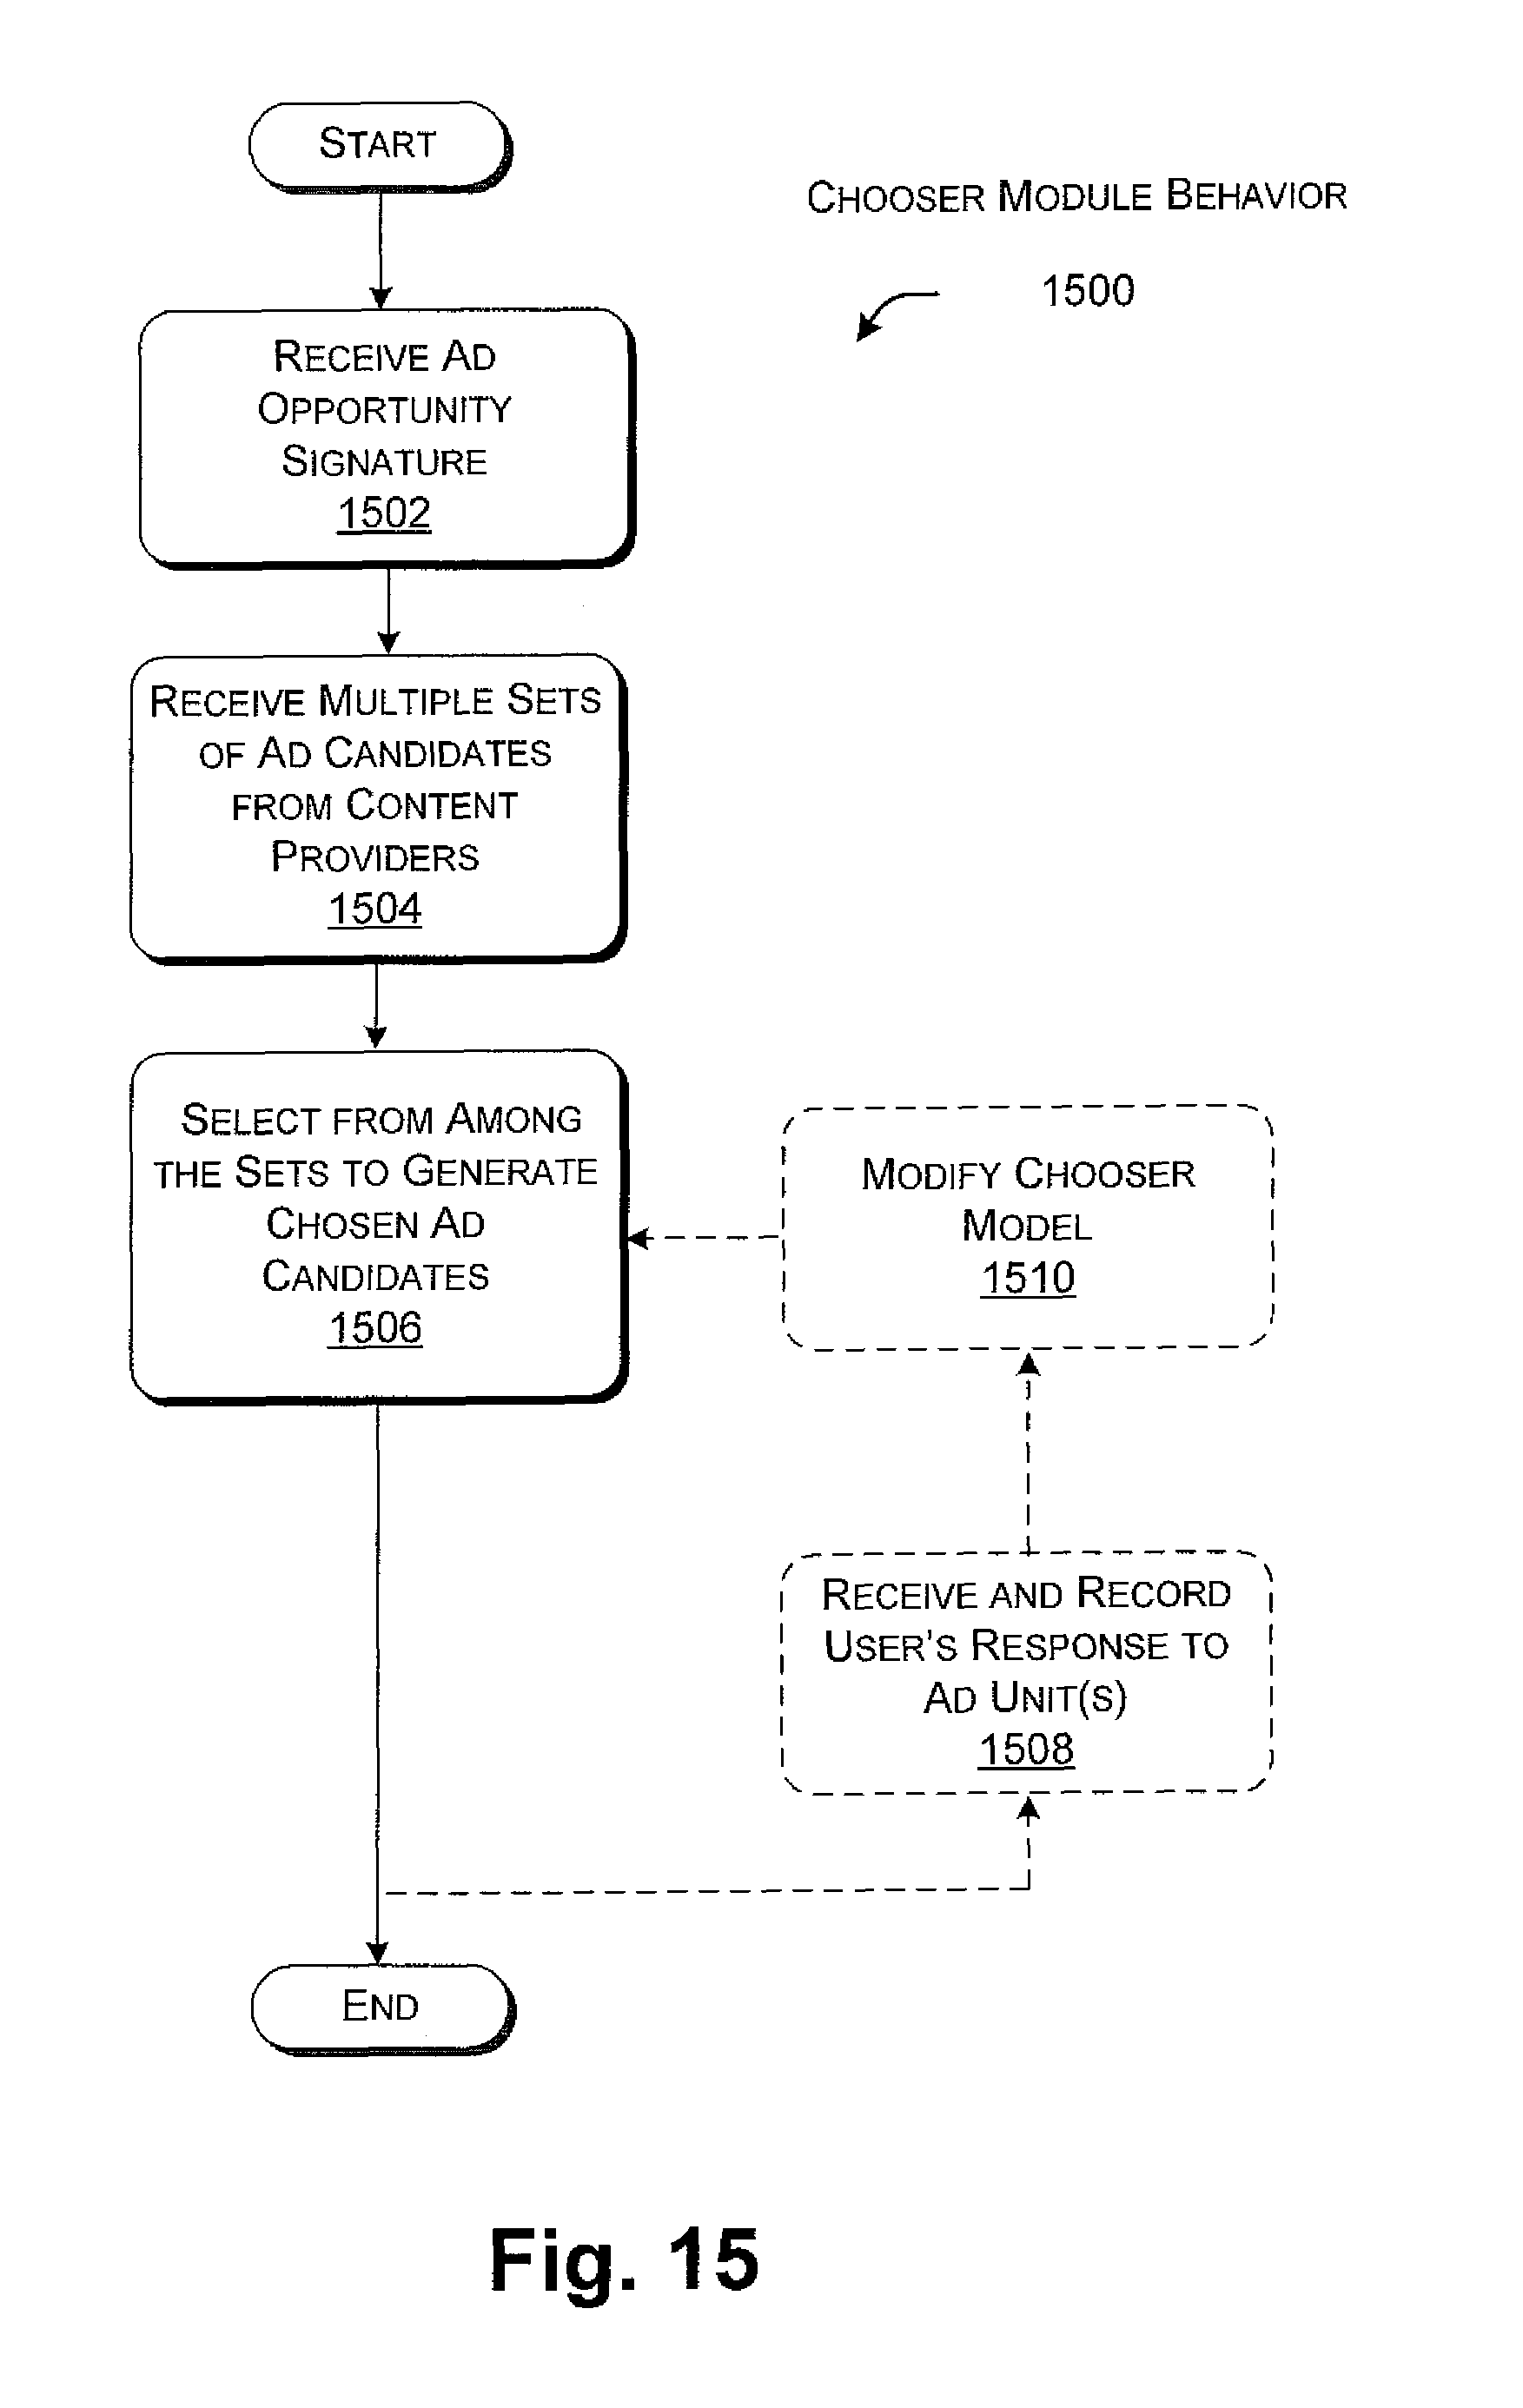 START
CHOOSER MODULE BEHAVIOR
1500
RECEIVE AD
OPPORTUNITY
SIGNATURE
1502
RECEIVE MULTIPLE SETS
OF AD CANDIDATES
FROM CONTENT
PROVIDERS
1504
SELECT FROM AMONG
THE SETS TO GENERATE
CHOSEN AD
CANDIDATES
1506
MODIFY CHOOSER
MODEL
1510
RECEIVE AND RECORD
USER'S RESPONSE TO
AD UNIT(S)
1508
END
Fig. 15